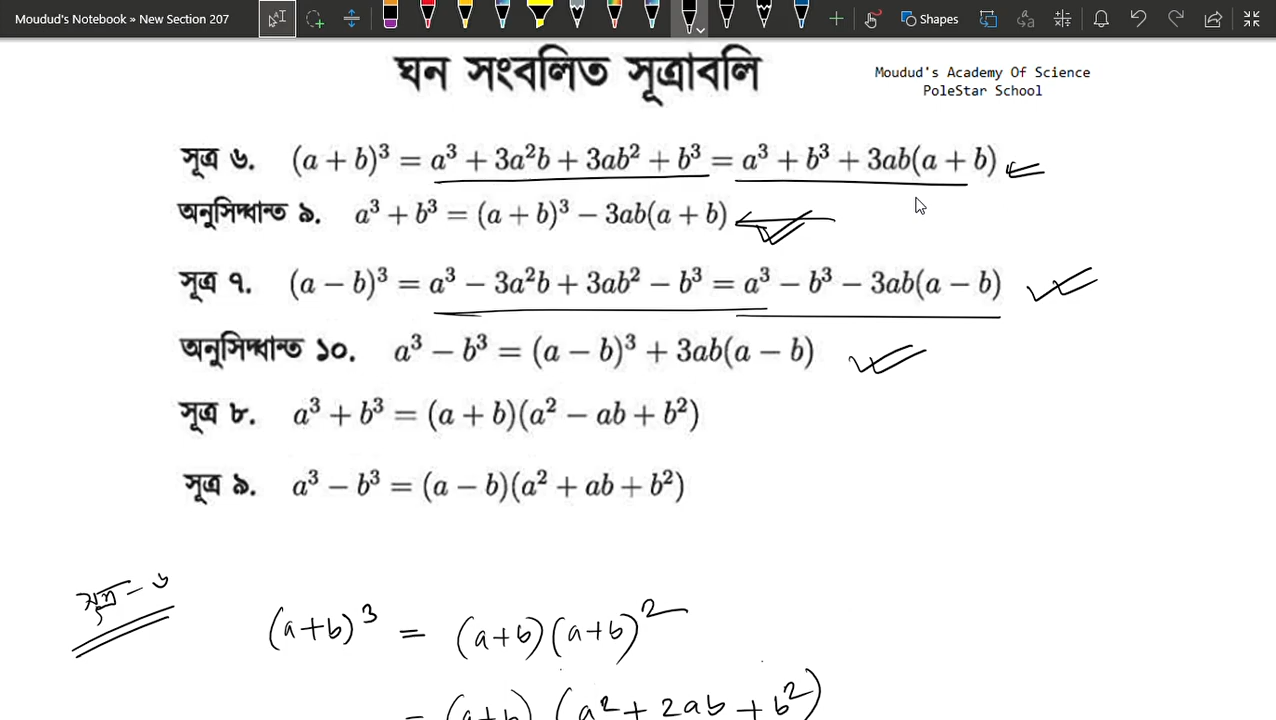 Moudud's Notebook » New Section 207
Shapes
ঘন সংবলিত সূত্রাবলি
Moudud's Academy Of Science
PoleStar School
সূত্র ৬. (a + b)³ = a³ + 3a²b + 3ab² + b³ = a³ + b³ + 3ab(a + b)
অনুসিদ্ধান্ত ৯. a³ + b³ = (a + b)³ − 3ab(a + b)
সূত্র ৭. (a − b)³ = a³ − 3a²b + 3ab² − b³ = a³ − b³ − 3ab(a − b)
অনুসিদ্ধান্ত ১০. a³ − b³ = (a − b)³ + 3ab(a − b)
সূত্র ৮. a³ + b³ = (a + b)(a² − ab + b²)
সূত্র ৯. a³ − b³ = (a − b)(a² + ab + b²)
সূত্র - ৬
(a+b)³ = (a+b)(a+b)²
= (a+b) (a² + 2ab + b²)